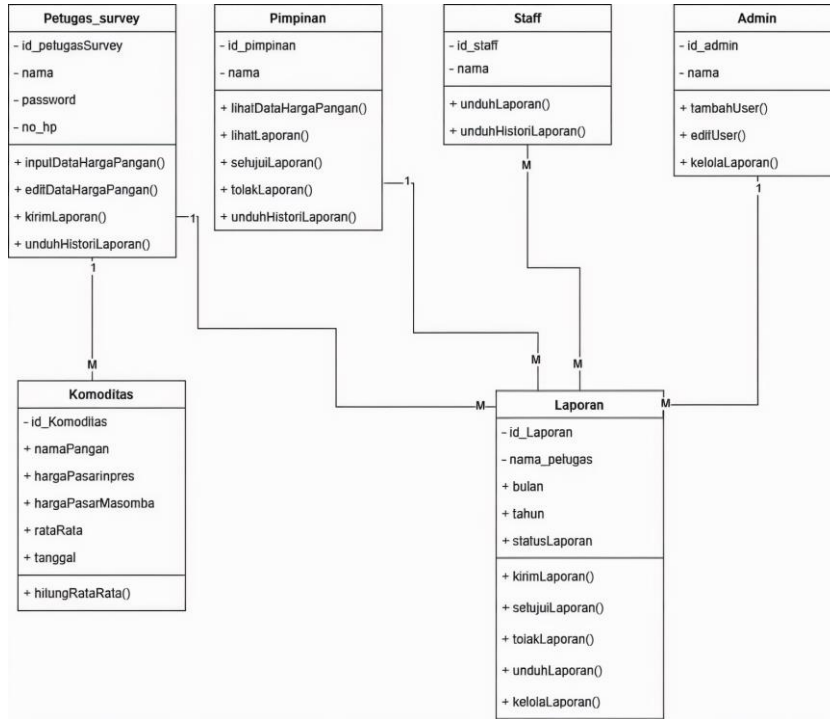 Petugas_survey
- id_petugasSurvey
- nama
- password
- no_hp
+ inputDataHargaPangan()
+ editDataHargaPangan()
+ kirimLaporan()
+ unduhHistoriLaporan()
Pimpinan
- id_pimpinan
- nama
+ lihatDataHargaPangan()
+ lihatLaporan()
+ setujuiLaporan()
+ tolakLaporan()
+ unduhHistoriLaporan()
Staff
- id_staff
- nama
+ unduhLaporan()
+ unduhHistoriLaporan()
Admin
- id_admin
- nama
+ tambahUser()
+ editUser()
+ kelolaLaporan()
1
M
1
M
1
M
M
M
1
M
Komoditas
- id_Komoditas
+ namaPangan
+ hargaPasarinpres
+ hargaPasarMasomba
+ rataRata
+ tanggal
+ hitungRataRata()
Laporan
- id_Laporan
- nama_petugas
+ bulan
+ tahun
+ statusLaporan
+ kirimLaporan()
+ setujuiLaporan()
+ tolakLaporan()
+ unduhLaporan()
+ kelolaLaporan()